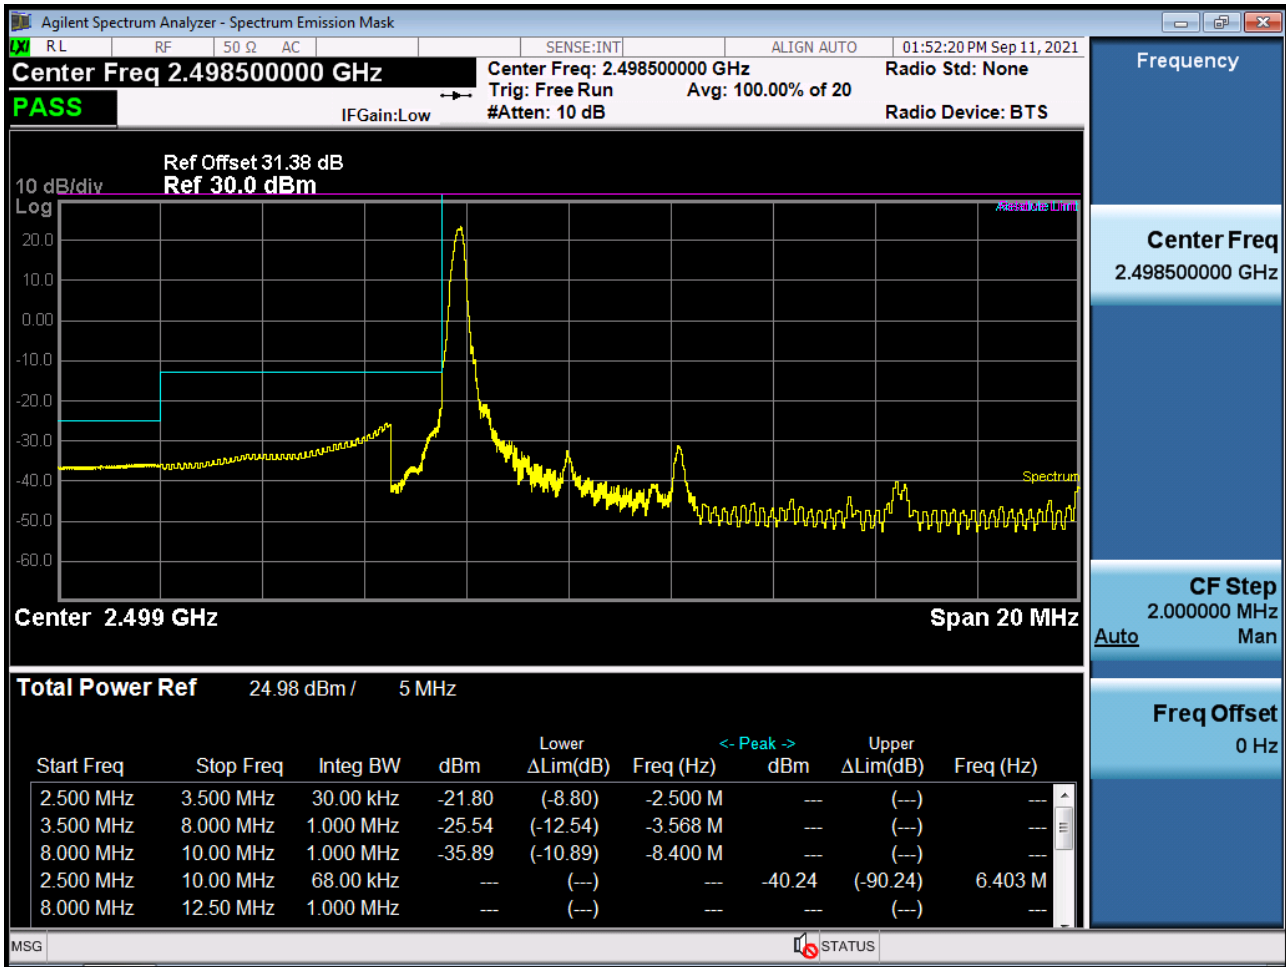 Agilent Spectrum Analyzer - Spectrum Emission Mask
LXI RL RF 50 Ω AC SENSE:INT ALIGN AUTO 01:52:20 PM Sep 11, 2021
Center Freq 2.498500000 GHz
Center Freq: 2.498500000 GHz Radio Std: None
Trig: Free Run Avg: 100.00% of 20
PASS
IFGain:Low #Atten: 10 dB Radio Device: BTS
Ref Offset 31.38 dB
10 dB/div Ref 30.0 dBm
Log
Absolute Limit
20.0
10.0
0.00
-10.0
-20.0
-30.0
-40.0
Spectrum
-50.0
-60.0
Center 2.499 GHz Span 20 MHz
Total Power Ref 24.98 dBm / 5 MHz
Lower <- Peak -> Upper
Start Freq Stop Freq Integ BW dBm ΔLim(dB) Freq (Hz) dBm ΔLim(dB) Freq (Hz)
2.500 MHz 3.500 MHz 30.00 kHz -21.80 (-8.80) -2.500 M --- (---) ---
3.500 MHz 8.000 MHz 1.000 MHz -25.54 (-12.54) -3.568 M --- (---) ---
8.000 MHz 10.00 MHz 1.000 MHz -35.89 (-10.89) -8.400 M --- (---) ---
2.500 MHz 10.00 MHz 68.00 kHz --- (---) --- -40.24 (-90.24) 6.403 M
8.000 MHz 12.50 MHz 1.000 MHz --- (---) --- --- (---) ---
MSG STATUS
Frequency
Center Freq
2.498500000 GHz
CF Step
2.000000 MHz
Auto Man
Freq Offset
0 Hz